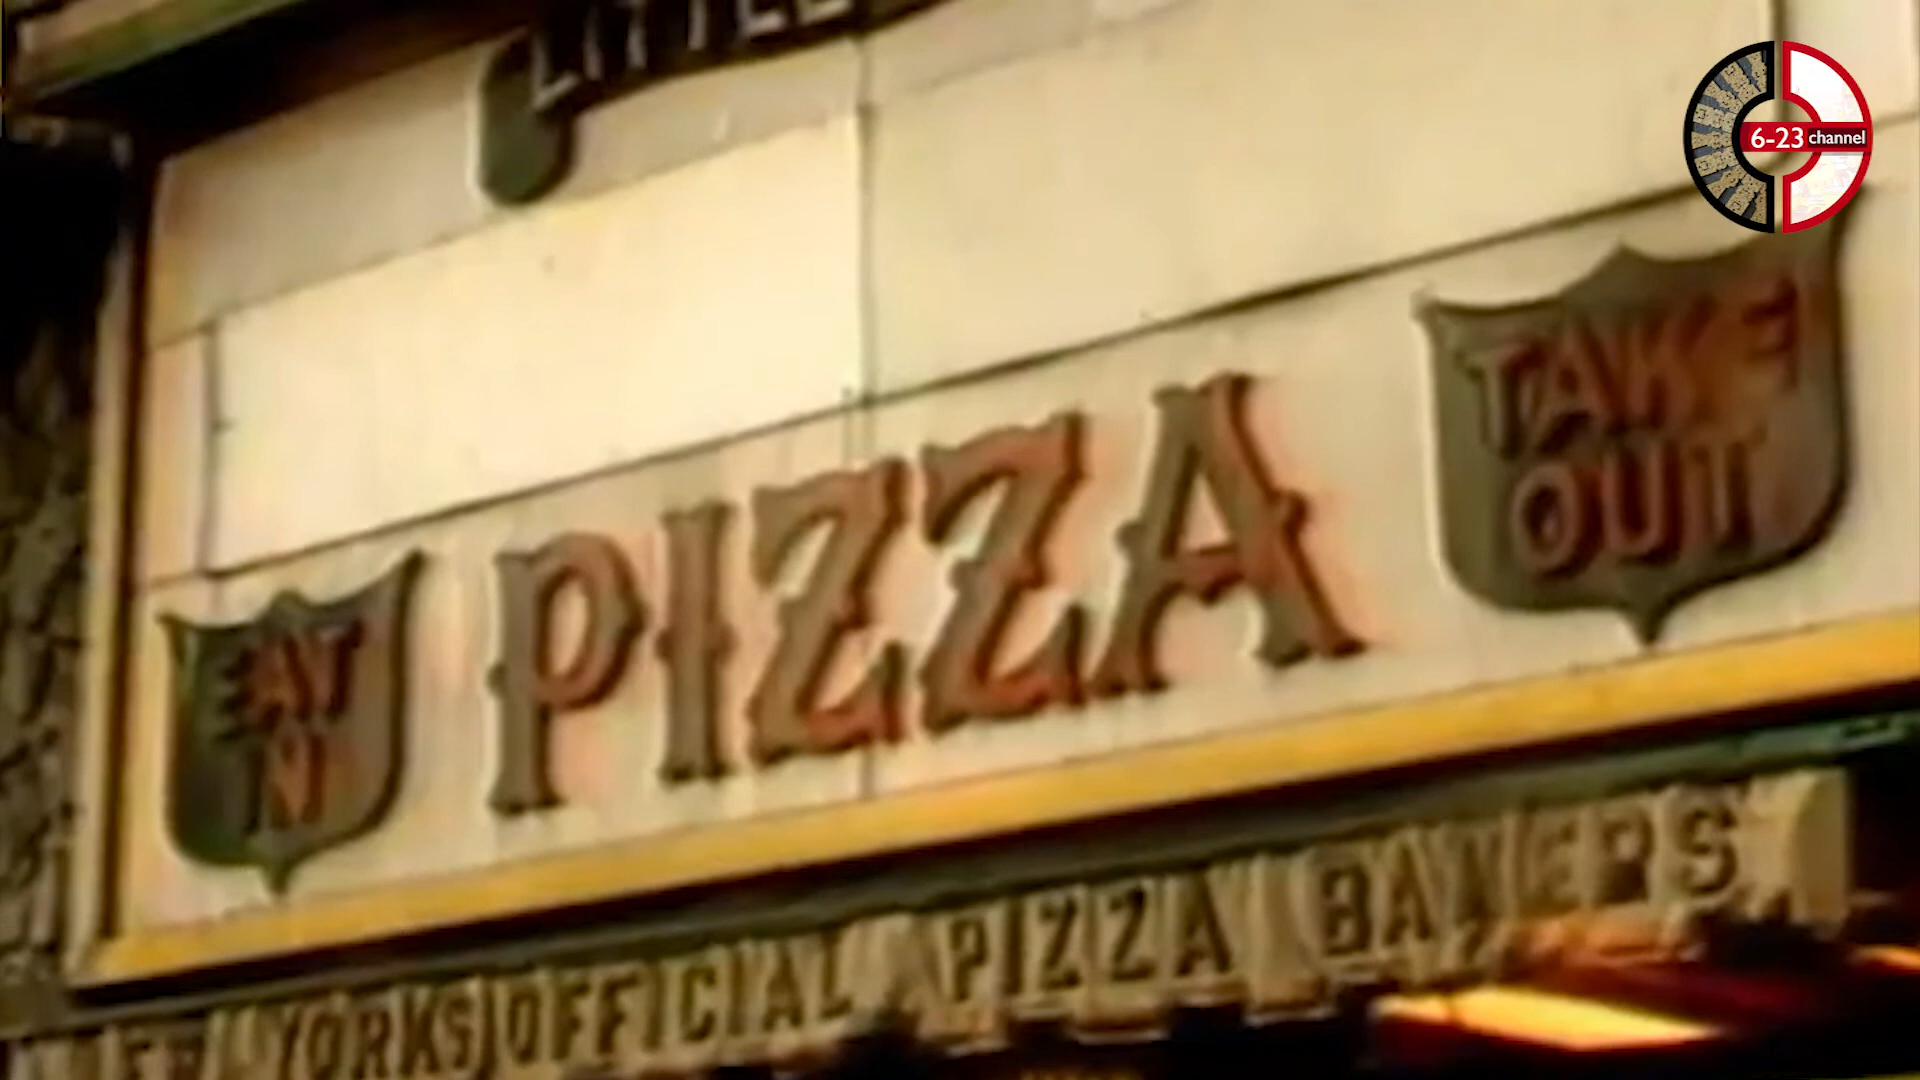 LITTLE
6-23 channel
EAT
IN
PIZZA
TAKE
OUT
YORKS OFFICIAL PIZZA BAKERS